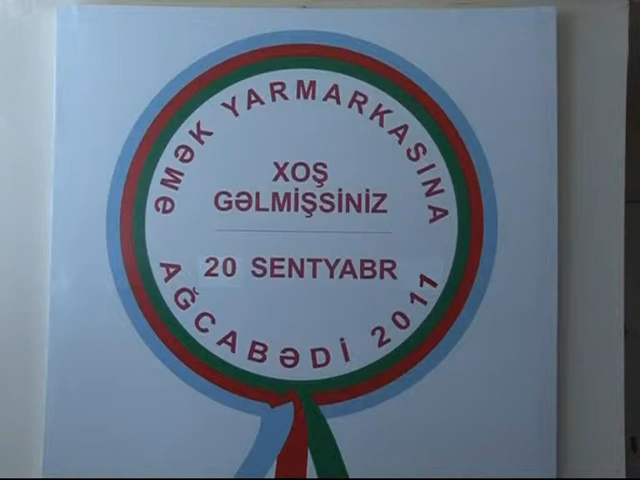 ƏMƏK YARMARKASINA
XOŞ
GƏLMİŞSİNİZ
20 SENTYABR
AĞCABƏDİ 2011